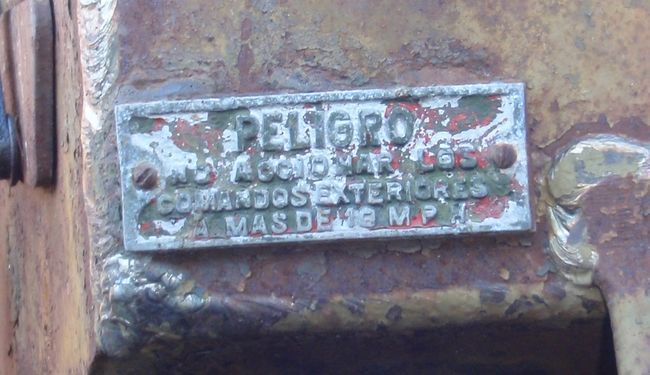 PELIGRO
NO ACCIONAR LOS
COMANDOS EXTERIORES
A MAS DE 18 M P H